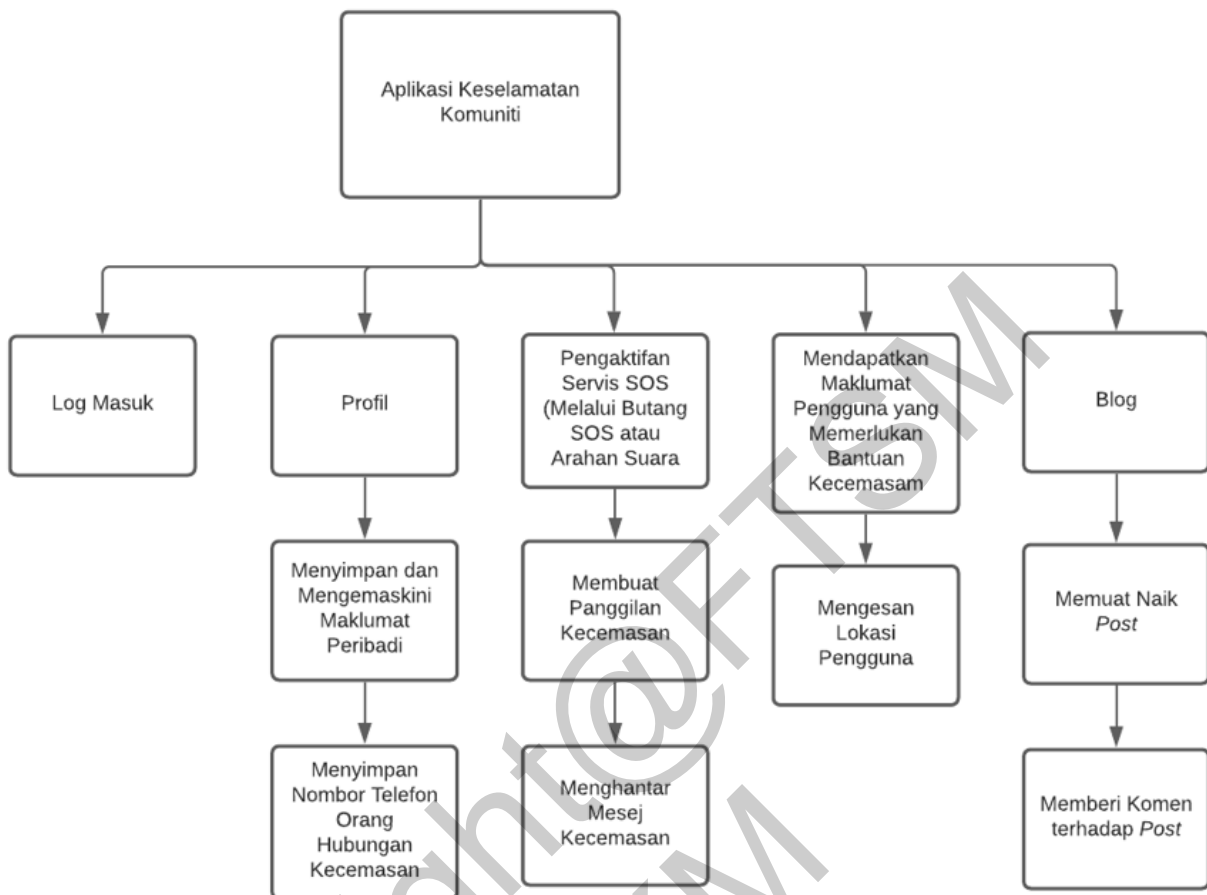 Aplikasi Keselamatan
Komuniti
Log Masuk
Profil
Pengaktifan
Servis SOS
(Melalui Butang
SOS atau
Arahan Suara
Mendapatkan
Maklumat
Pengguna yang
Memerlukan
Bantuan
Kecemasam
Blog
Menyimpan dan
Mengemaskini
Maklumat
Peribadi
Membuat
Panggilan
Kecemasan
Mengesan
Lokasi
Pengguna
Memuat Naik
Post
Menyimpan
Nombor Telefon
Orang
Hubungan
Kecemasan
Menghantar
Mesej
Kecemasan
Memberi Komen
terhadap Post
ght@FTSM